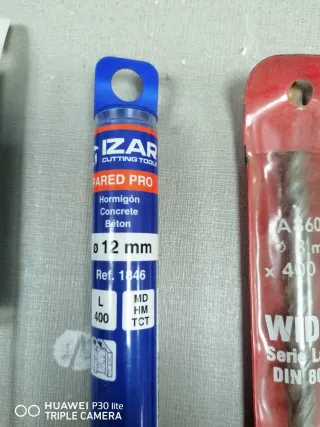 IZAR
CUTTING TOOLS
PARED PRO
Hormigón
Concrete
Béton
ø 12 mm
Ref. 1846
L
400
MD
HM
TCT
x 400
WID
Serie
DIN
HUAWEI P30 lite
TRIPLE CAMERA